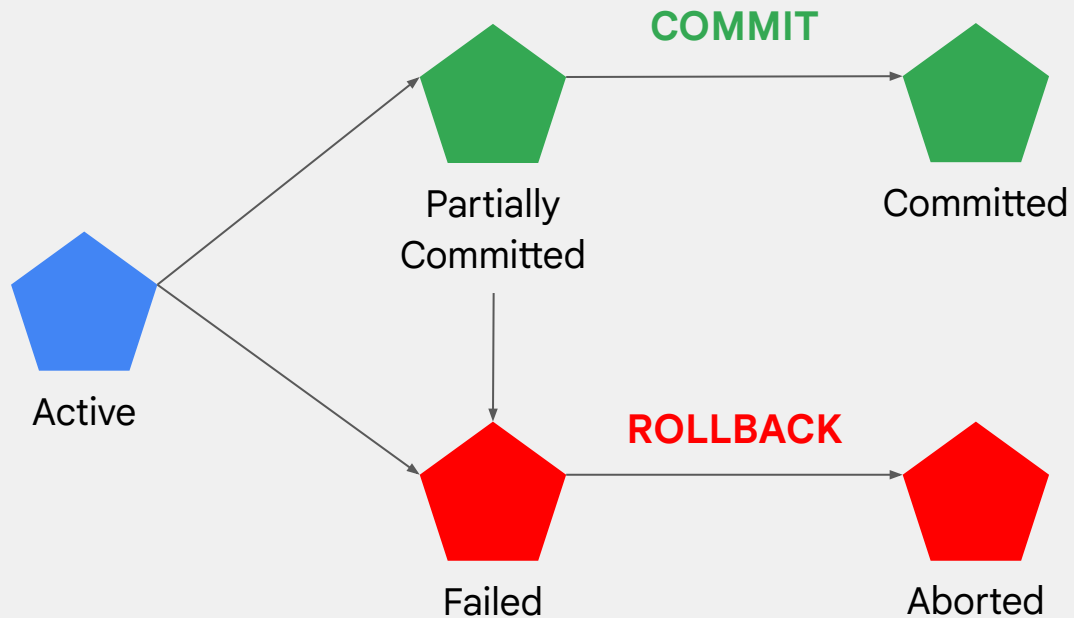 COMMIT
Partially
Committed
Committed
Active
ROLLBACK
Failed
Aborted